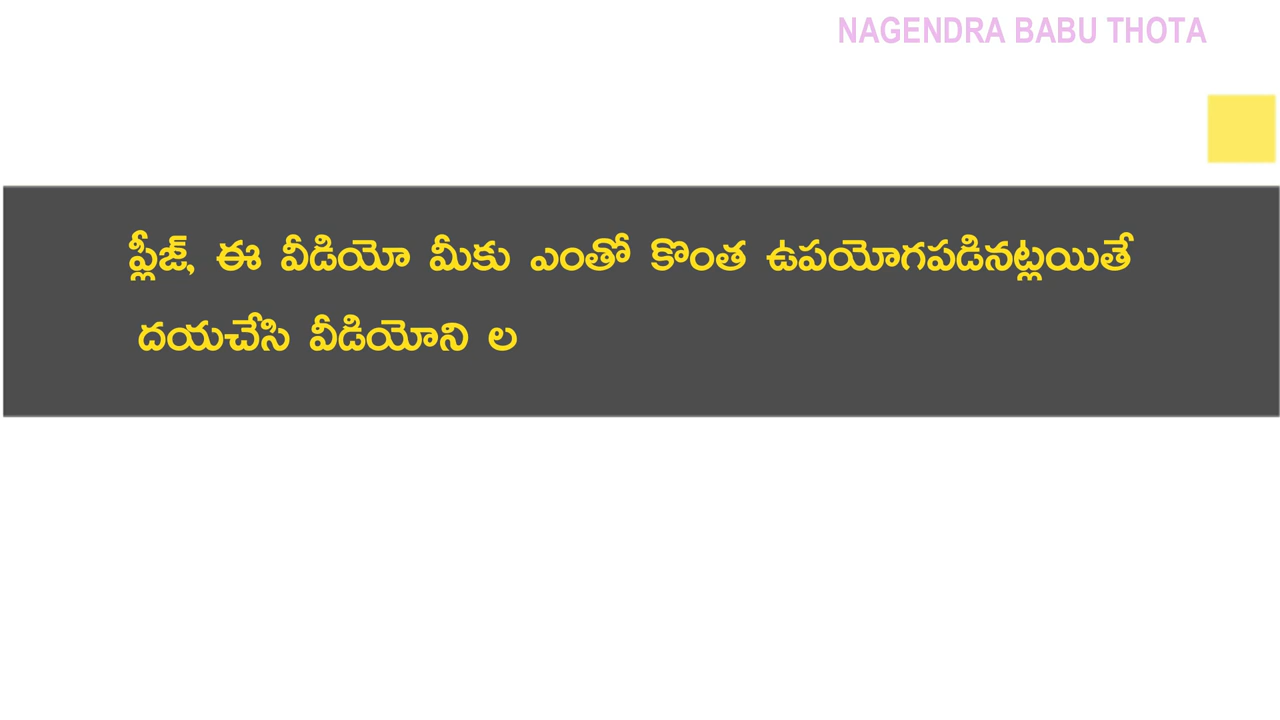 NAGENDRA BABU THOTA
ప్లీజ్, ఈ వీడియో మీకు ఎంతో కొంత ఉపయోగపడినట్లయితే
దయచేసి వీడియోని ల